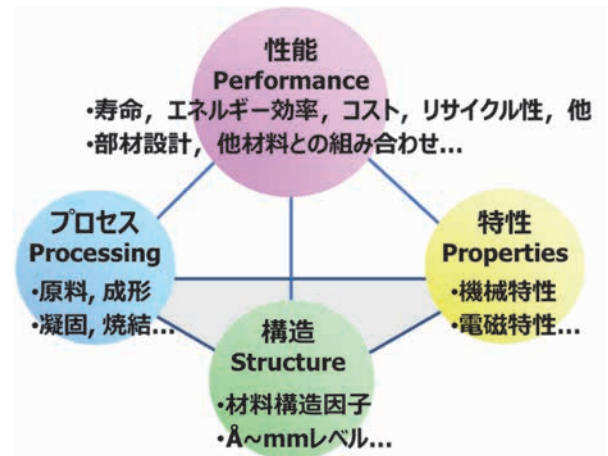 性能
Performance
•寿命，エネルギー効率，コスト，リサイクル性，他
•部材設計，他材料との組み合わせ...
プロセス
Processing
•原料, 成形
•凝固, 焼結...
特性
Properties
•機械特性
•電磁特性...
構造
Structure
•材料構造因子
•Å~mmレベル...